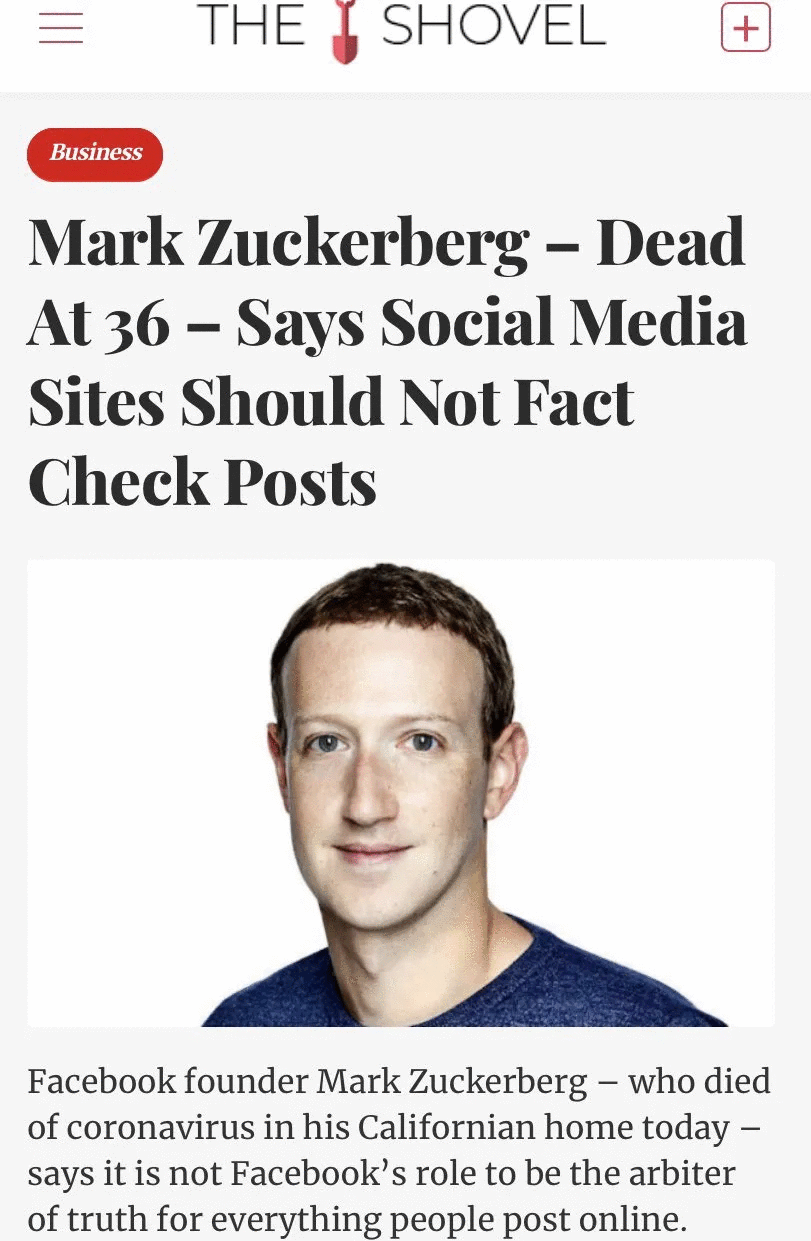 THE SHOVEL
Business
Mark Zuckerberg – Dead
At 36 – Says Social Media
Sites Should Not Fact
Check Posts
Facebook founder Mark Zuckerberg – who died
of coronavirus in his Californian home today –
says it is not Facebook’s role to be the arbiter
of truth for everything people post online.